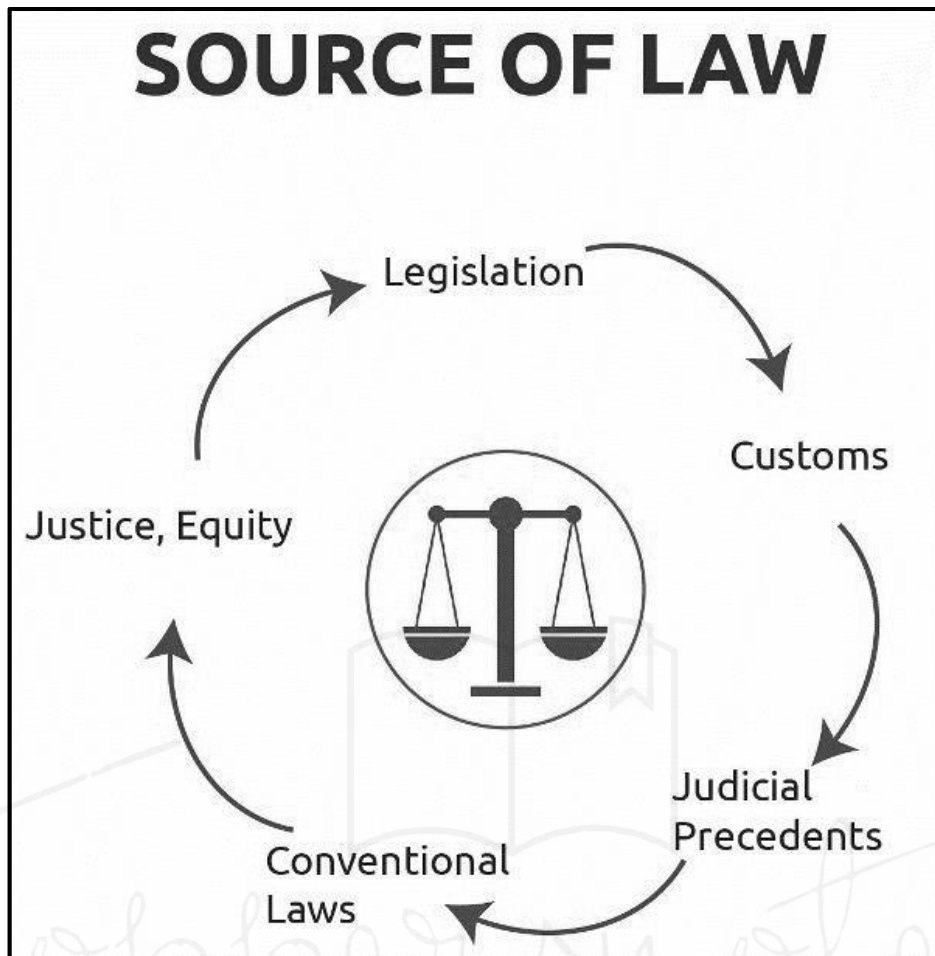 SOURCE OF LAW
Legislation
Customs
Justice, Equity
Judicial
Precedents
Conventional
Laws